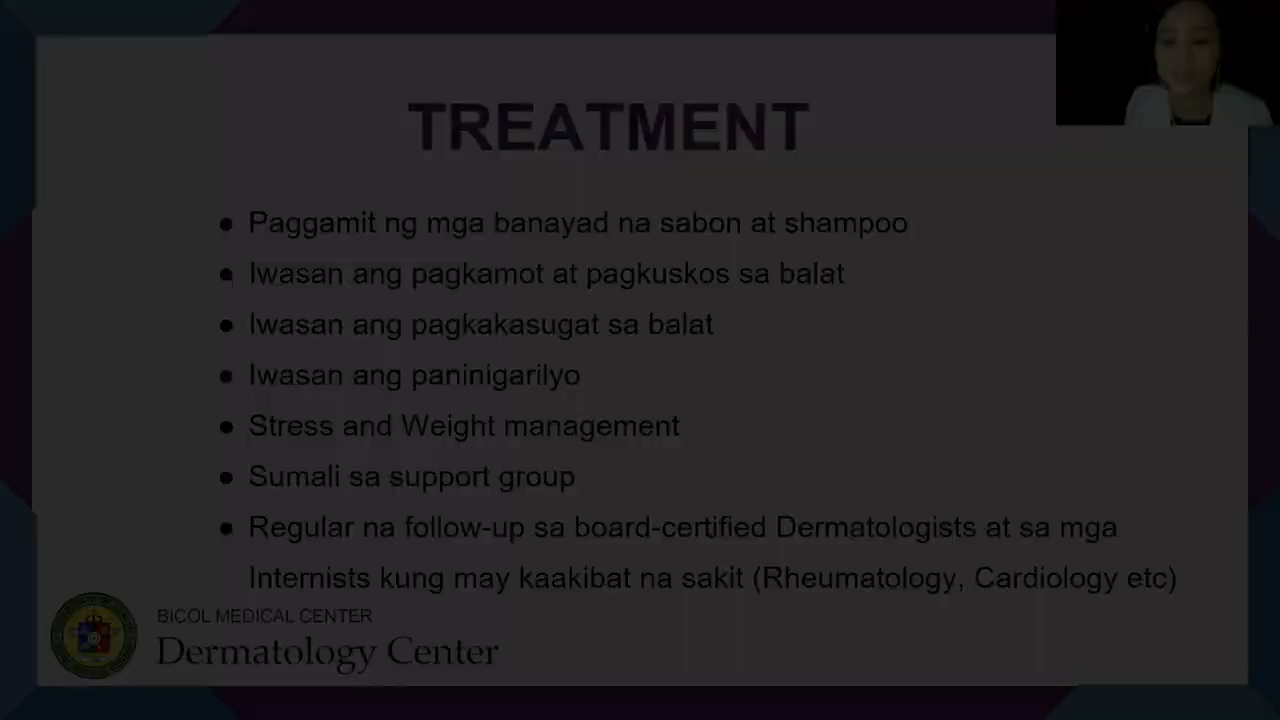 TREATMENT
● Paggamit ng mga banayad na sabon at shampoo
● Iwasan ang pagkamot at pagkuskos sa balat
● Iwasan ang pagkakasugat sa balat
● Iwasan ang paninigarilyo
● Stress and Weight management
● Sumali sa support group
● Regular na follow-up sa board-certified Dermatologists at sa mga
Internists kung may kaakibat na sakit (Rheumatology, Cardiology etc)
BICOL MEDICAL CENTER
Dermatology Center